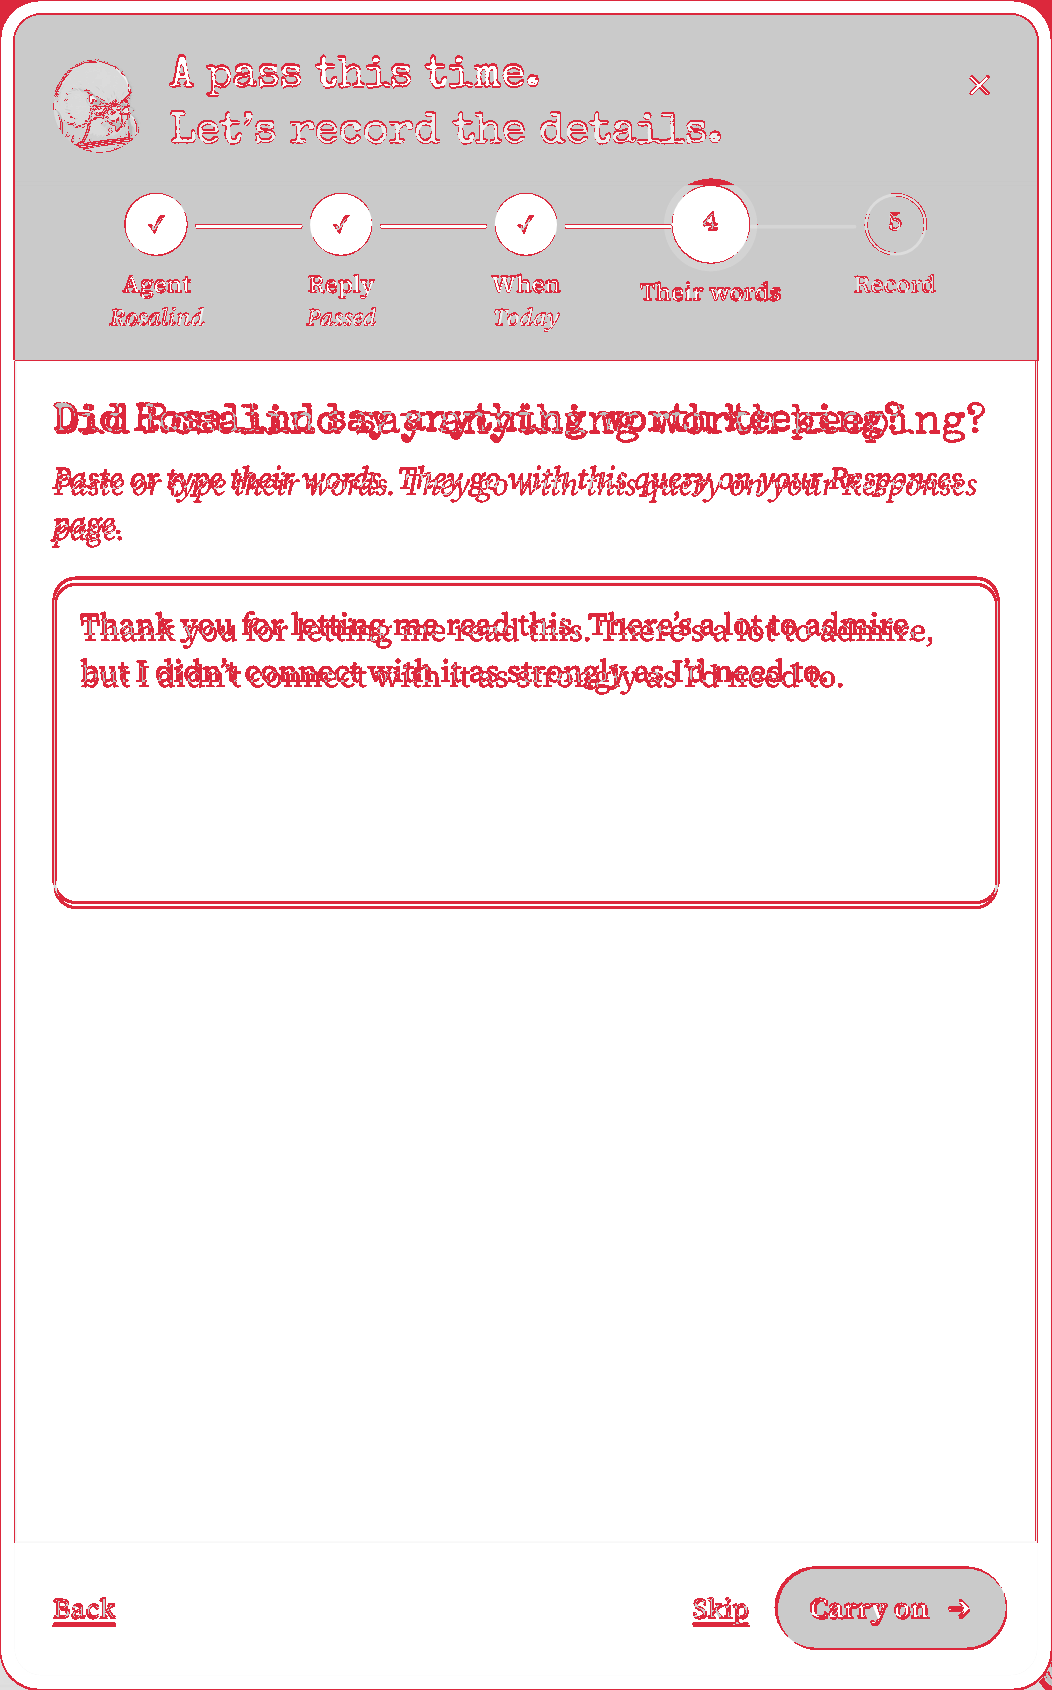 A pass this time.
Let's record the details.
✓ ✓ ✓ 4 5
Agent Reply When Their words Record
Rosalind Passed Today
Did Rosalind say anything worth keeping?
Paste or type their words. They go with this query on your Responses
page.
Thank you for letting me read this. There's a lot to admire,
but I didn't connect with it as strongly as I'd need to.
Back Skip Carry on →